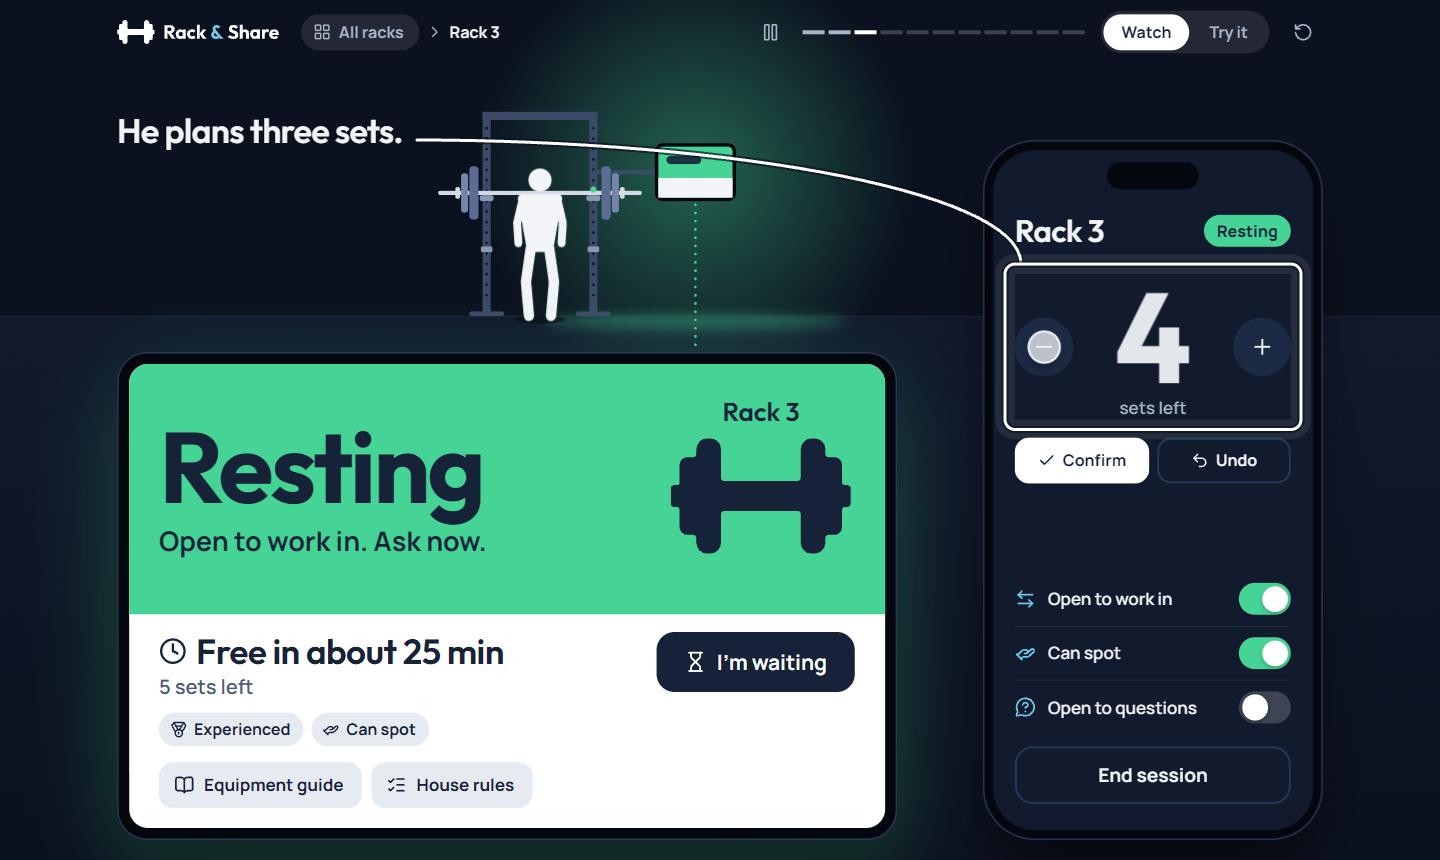 Rack & Share
All racks
Rack 3
Watch
Try it
He plans three sets.
Rack 3
Resting
4
sets left
Confirm
Undo
Open to work in
Can spot
Open to questions
End session
Resting
Open to work in. Ask now.
Rack 3
Free in about 25 min
5 sets left
I'm waiting
Experienced
Can spot
Equipment guide
House rules